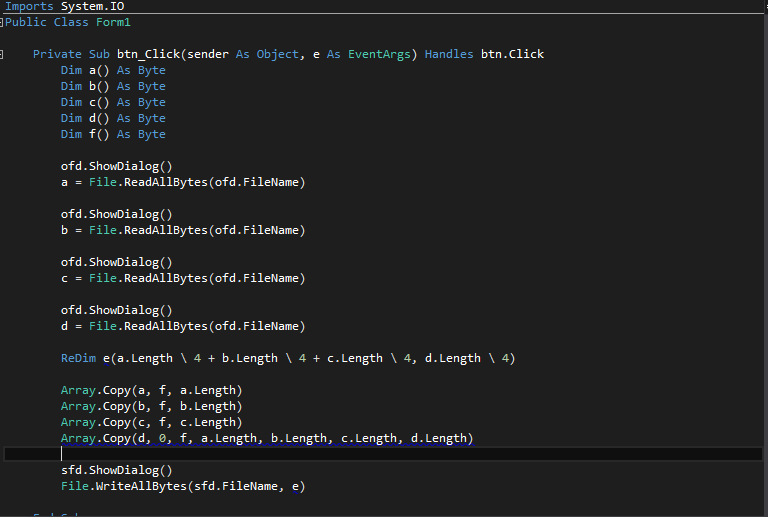 Imports System.IO
Public Class Form1
Private Sub btn_Click(sender As Object, e As EventArgs) Handles btn.Click
Dim a() As Byte
Dim b() As Byte
Dim c() As Byte
Dim d() As Byte
Dim f() As Byte
ofd.ShowDialog()
a = File.ReadAllBytes(ofd.FileName)
ofd.ShowDialog()
b = File.ReadAllBytes(ofd.FileName)
ofd.ShowDialog()
c = File.ReadAllBytes(ofd.FileName)
ofd.ShowDialog()
d = File.ReadAllBytes(ofd.FileName)
ReDim e(a.Length \ 4 + b.Length \ 4 + c.Length \ 4, d.Length \ 4)
Array.Copy(a, f, a.Length)
Array.Copy(b, f, b.Length)
Array.Copy(c, f, c.Length)
Array.Copy(d, 0, f, a.Length, b.Length, c.Length, d.Length)
sfd.ShowDialog()
File.WriteAllBytes(sfd.FileName, e)